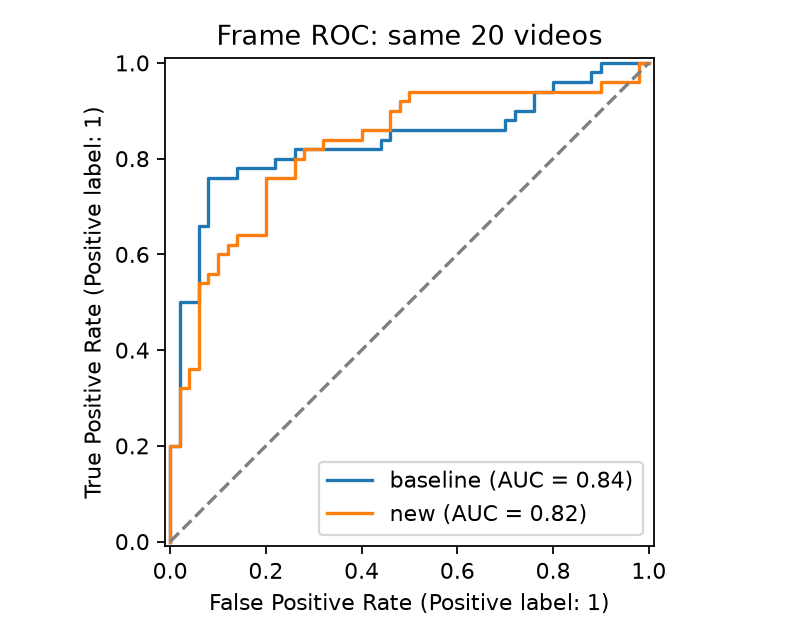 Frame ROC: same 20 videos
True Positive Rate (Positive label: 1)
1.0
0.8
0.6
0.4
0.2
0.0
baseline (AUC = 0.84)
new (AUC = 0.82)
0.0 0.2 0.4 0.6 0.8 1.0
False Positive Rate (Positive label: 1)